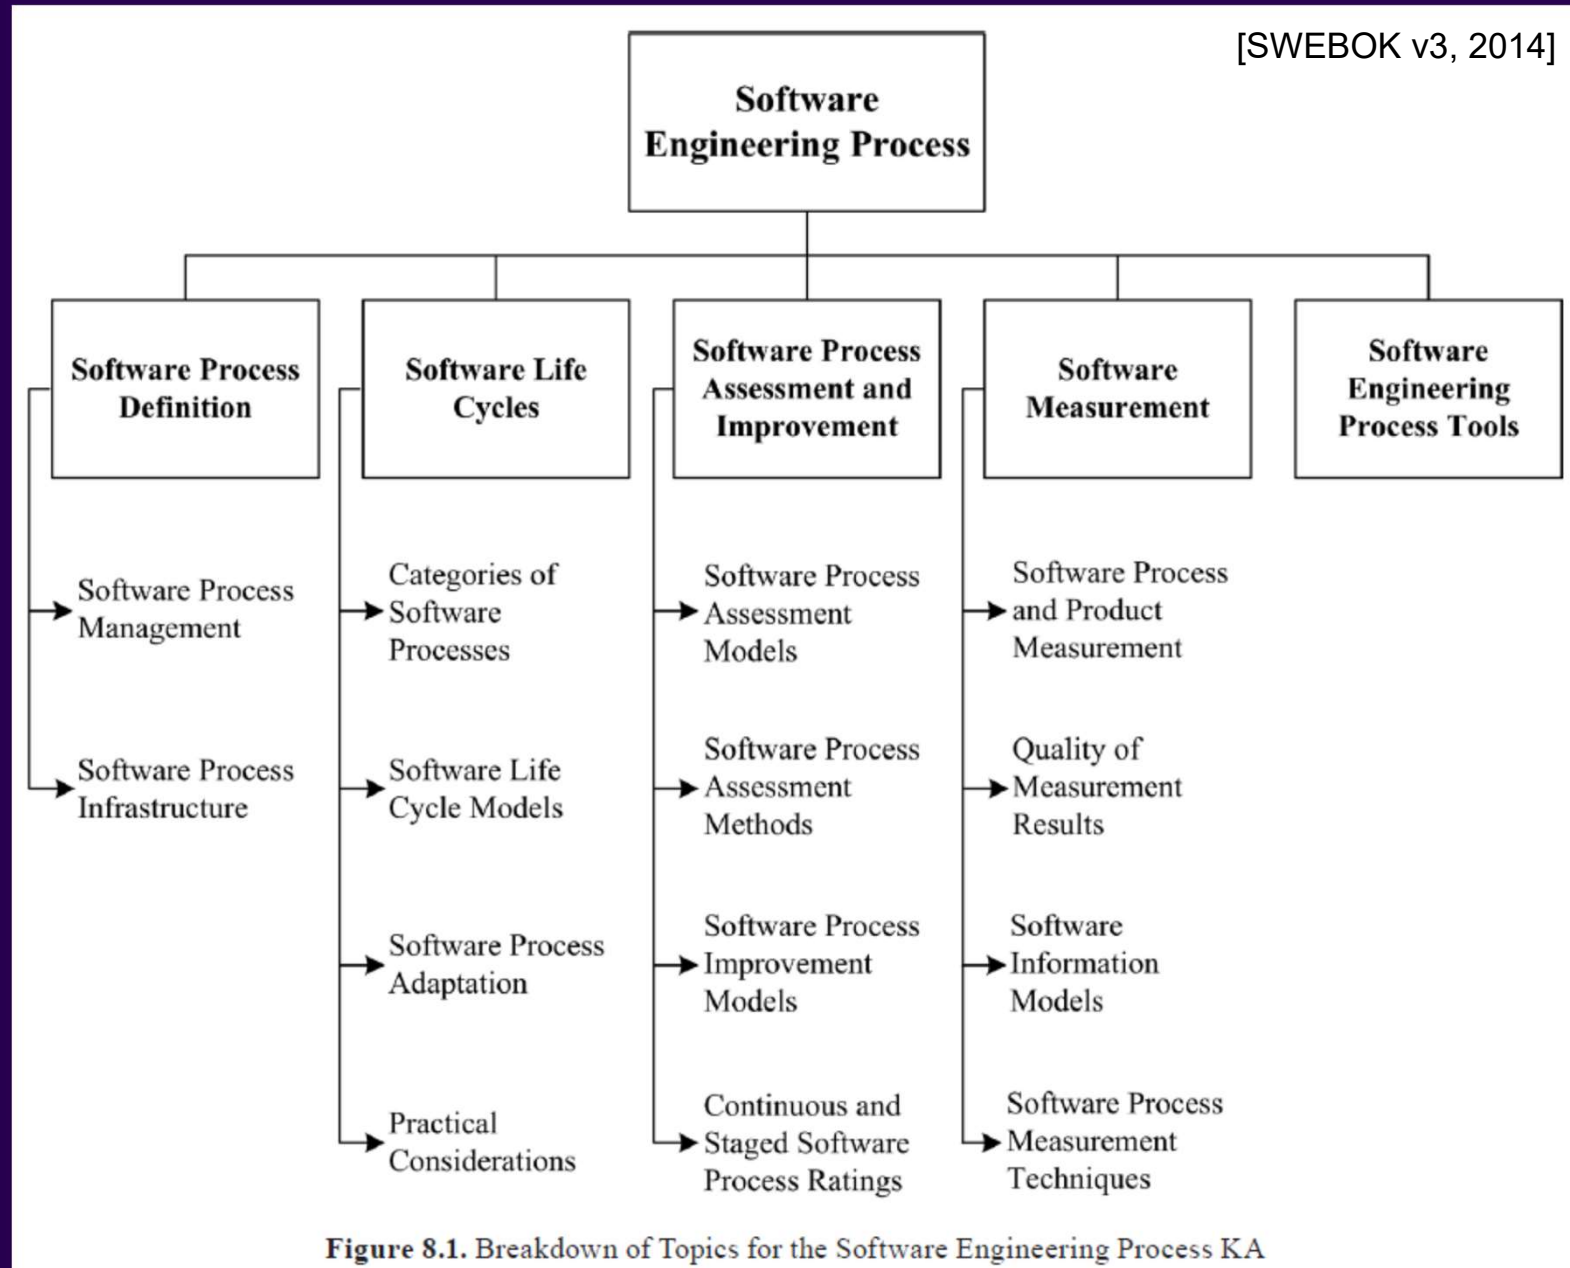 [SWEBOK v3, 2014]
Software
Engineering Process
Software Process
Definition
Software Process
Management
Software Process
Infrastructure
Software Life
Cycles
Categories of
Software
Processes
Software Life
Cycle Models
Software Process
Adaptation
Practical
Considerations
Software Process
Assessment and
Improvement
Software Process
Assessment
Models
Software Process
Assessment
Methods
Software Process
Improvement
Models
Continuous and
Staged Software
Process Ratings
Software
Measurement
Software Process
and Product
Measurement
Quality of
Measurement
Results
Software
Information
Models
Software Process
Measurement
Techniques
Software
Engineering
Process Tools
Figure 8.1. Breakdown of Topics for the Software Engineering Process KA